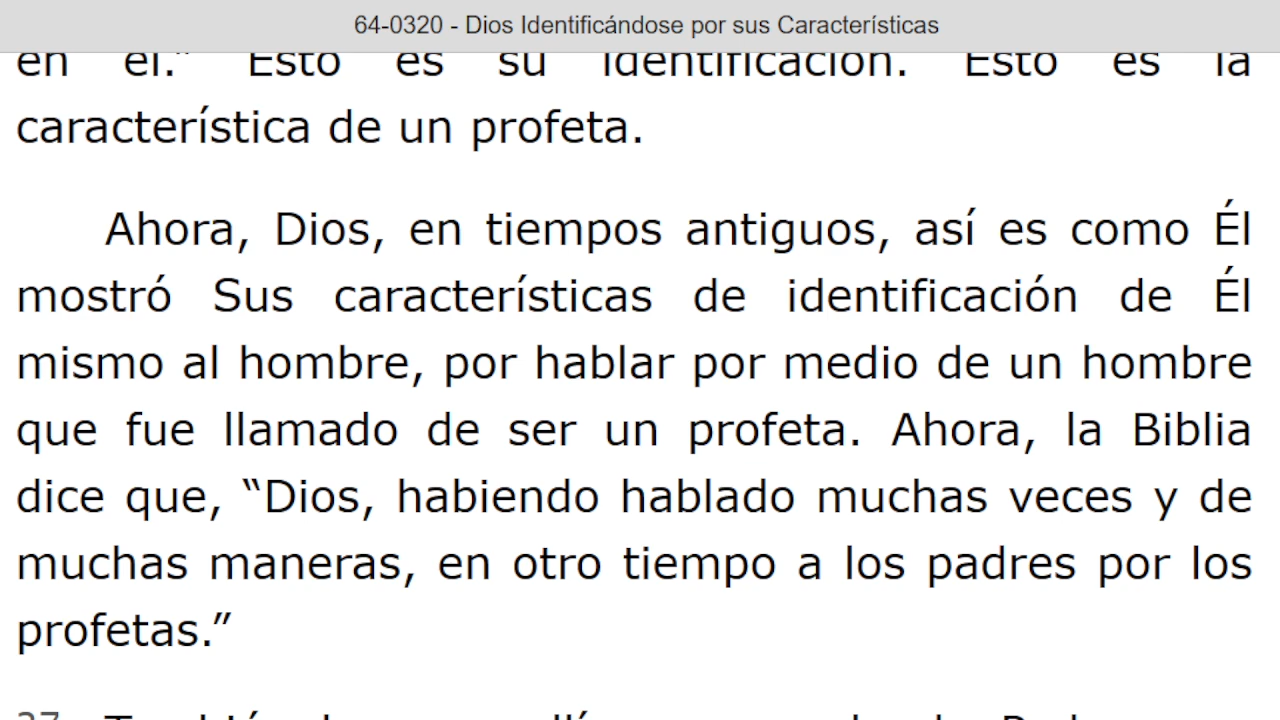 64-0320 - Dios Identificándose por sus Características
en él." Esto es su identificación. Esto es la
característica de un profeta.
Ahora, Dios, en tiempos antiguos, así es como Él
mostró Sus características de identificación de Él
mismo al hombre, por hablar por medio de un hombre
que fue llamado de ser un profeta. Ahora, la Biblia
dice que, “Dios, habiendo hablado muchas veces y de
muchas maneras, en otro tiempo a los padres por los
profetas.”